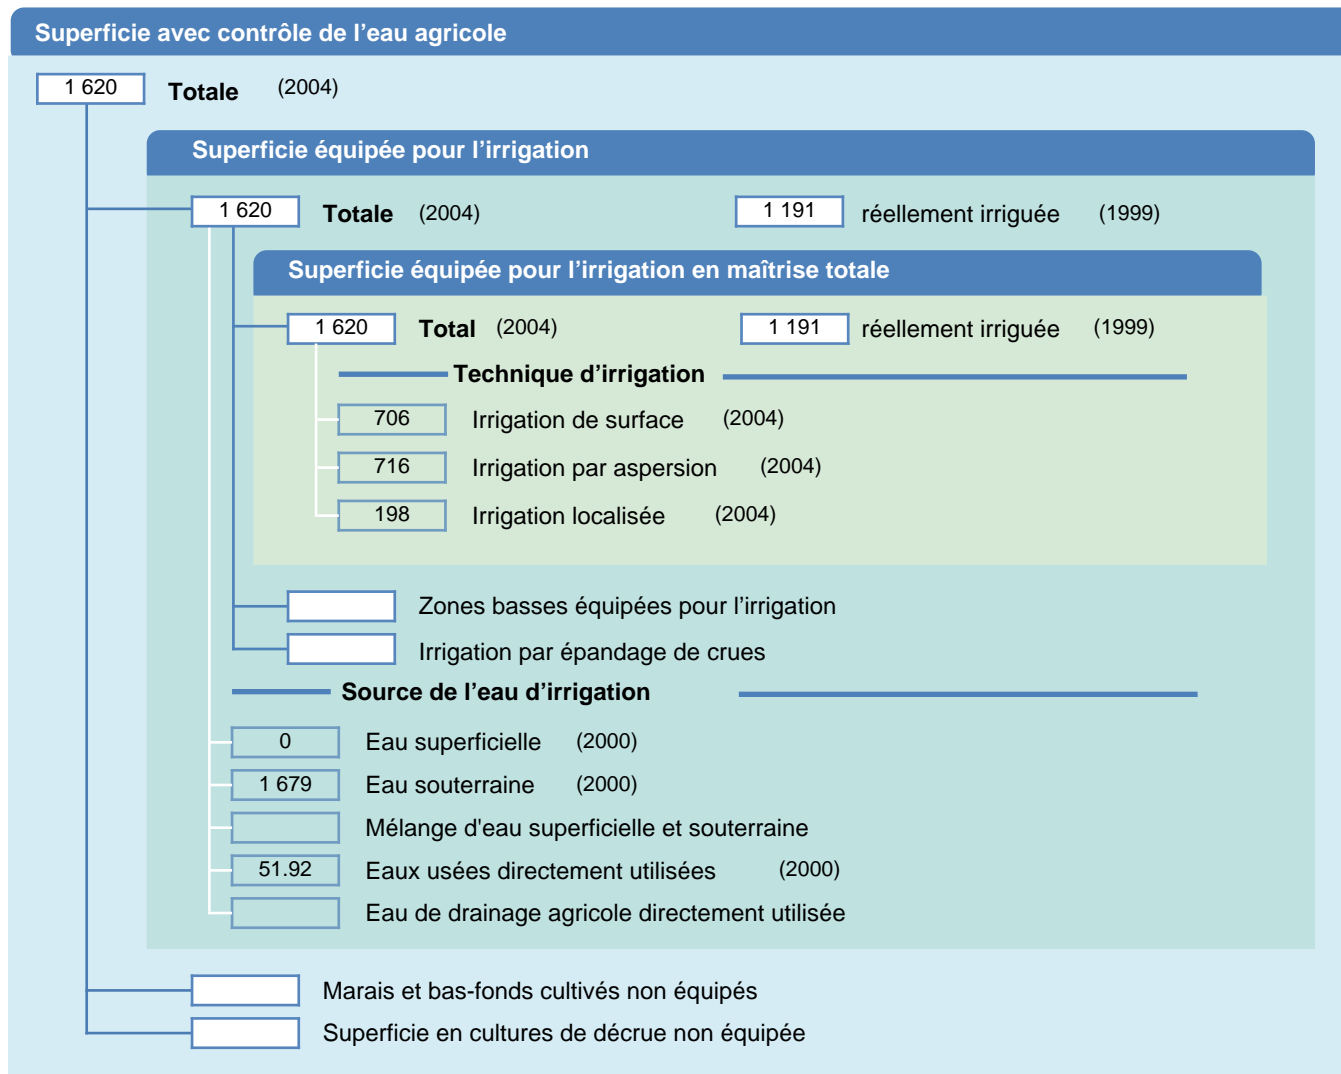 Superficie avec contrôle de l’eau agricole
1 620 Totale (2004)
Superficie équipée pour l’irrigation
1 620 Totale (2004) 1 191 réellement irriguée (1999)
Superficie équipée pour l’irrigation en maîtrise totale
1 620 Total (2004) 1 191 réellement irriguée (1999)
Technique d’irrigation
706 Irrigation de surface (2004)
716 Irrigation par aspersion (2004)
198 Irrigation localisée (2004)
Zones basses équipées pour l’irrigation
Irrigation par épandage de crues
Source de l’eau d’irrigation
0 Eau superficielle (2000)
1 679 Eau souterraine (2000)
Mélange d'eau superficielle et souterraine
51.92 Eaux usées directement utilisées (2000)
Eau de drainage agricole directement utilisée
Marais et bas-fonds cultivés non équipés
Superficie en cultures de décrue non équipée